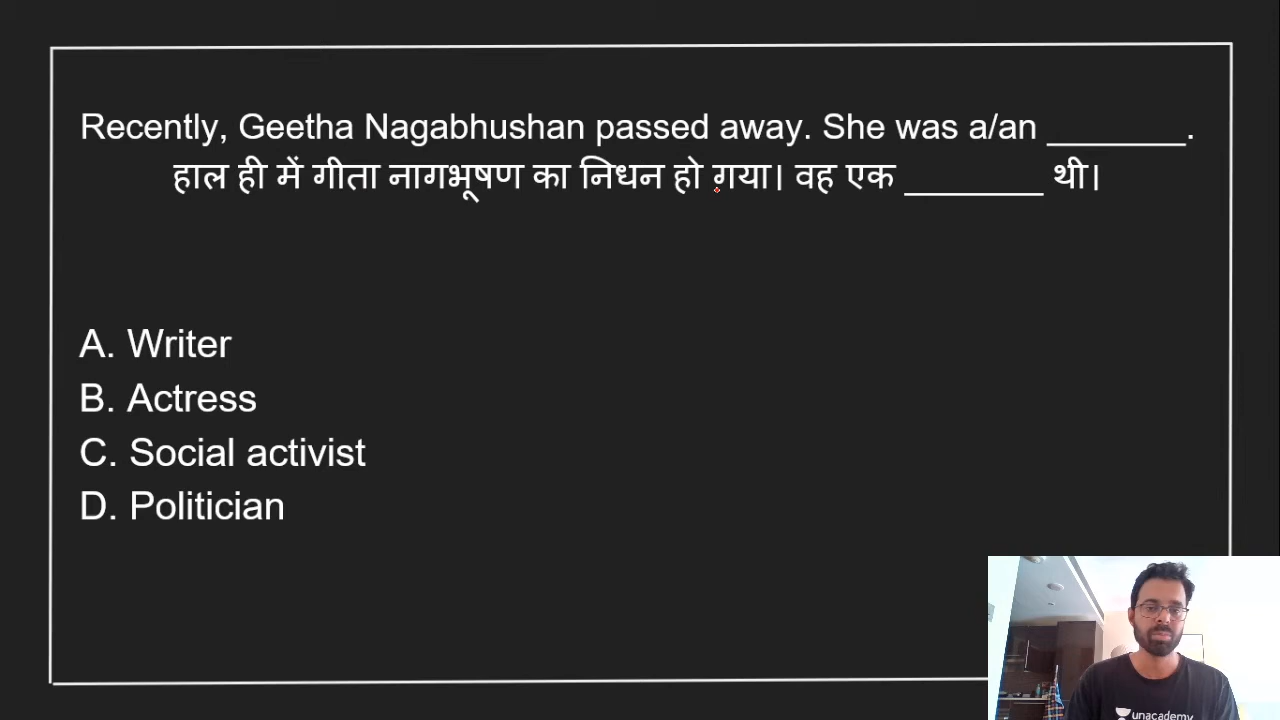 Recently, Geetha Nagabhushan passed away. She was a/an ________.
हाल ही में गीता नागभूषण का निधन हो गया। वह एक ________ थी।
A. Writer
B. Actress
C. Social activist
D. Politician
unacademy